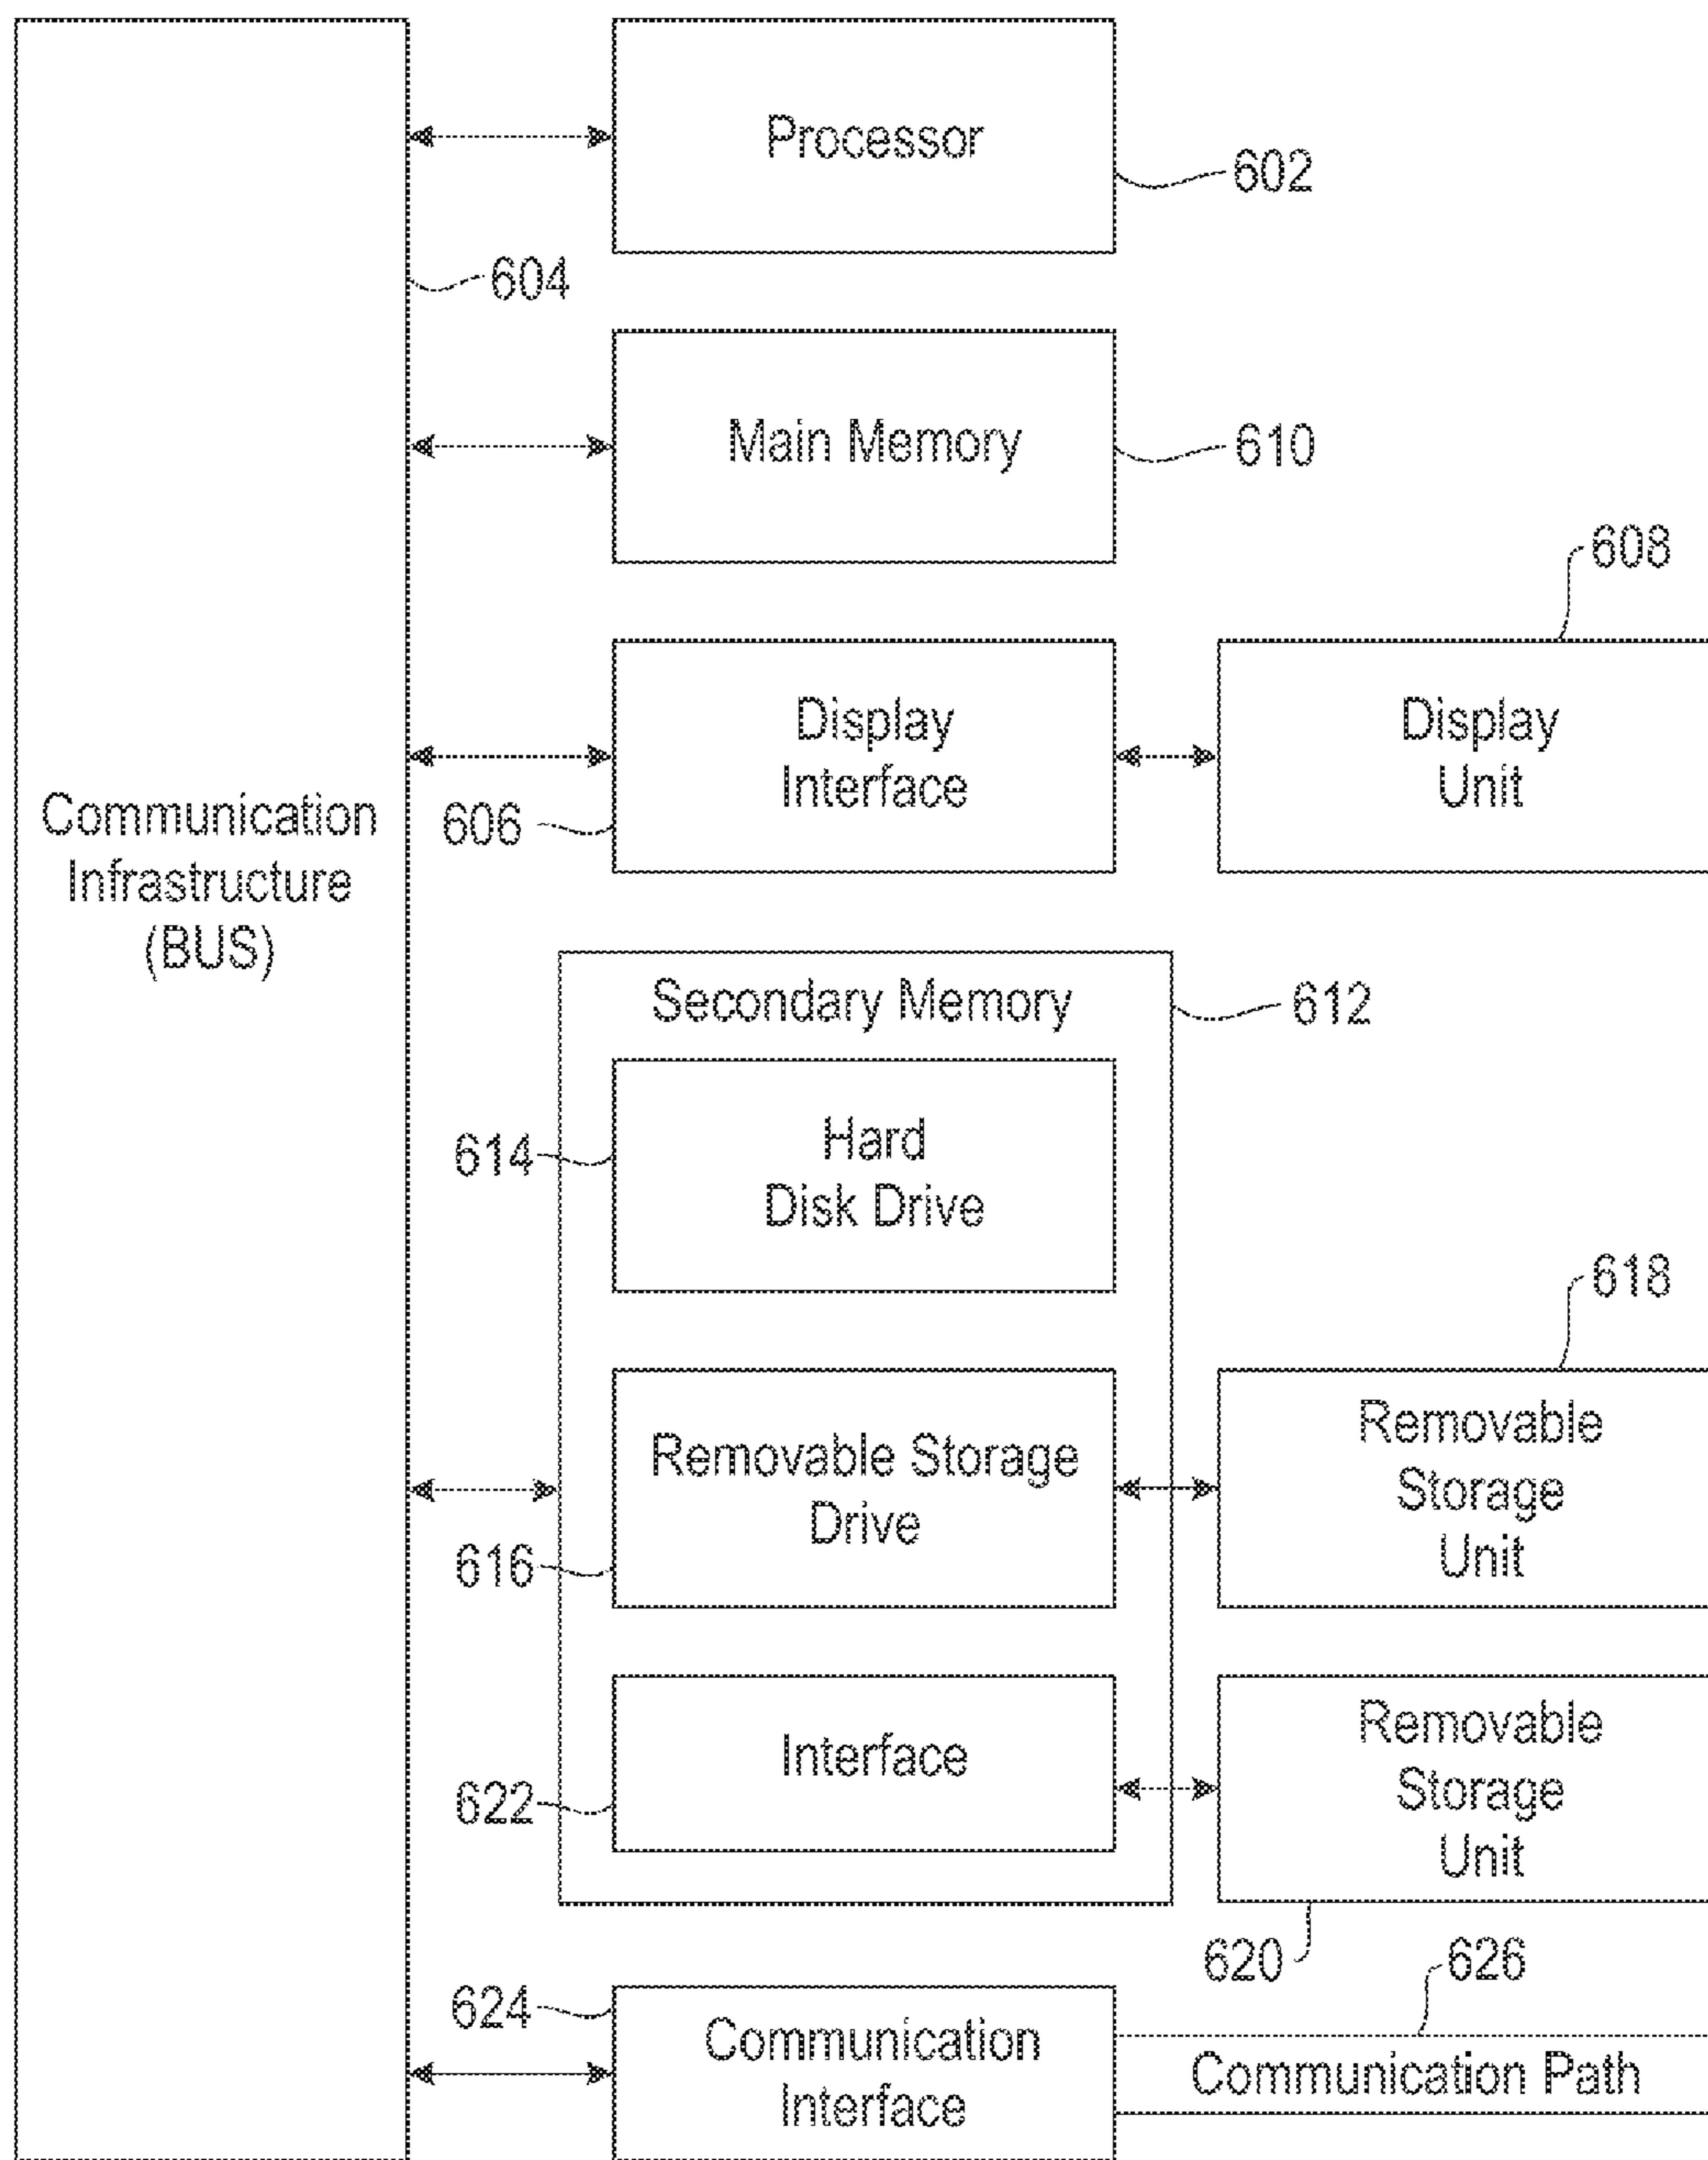 Processor
602
604
Main Memory
610
608
Display
Interface
606
Display
Unit
Communication
Infrastructure
(BUS)
Secondary Memory
612
614
Hard
Disk Drive
618
Removable Storage
Drive
616
Removable
Storage
Unit
Interface
622
Removable
Storage
Unit
620
626
624
Communication
Interface
Communication Path